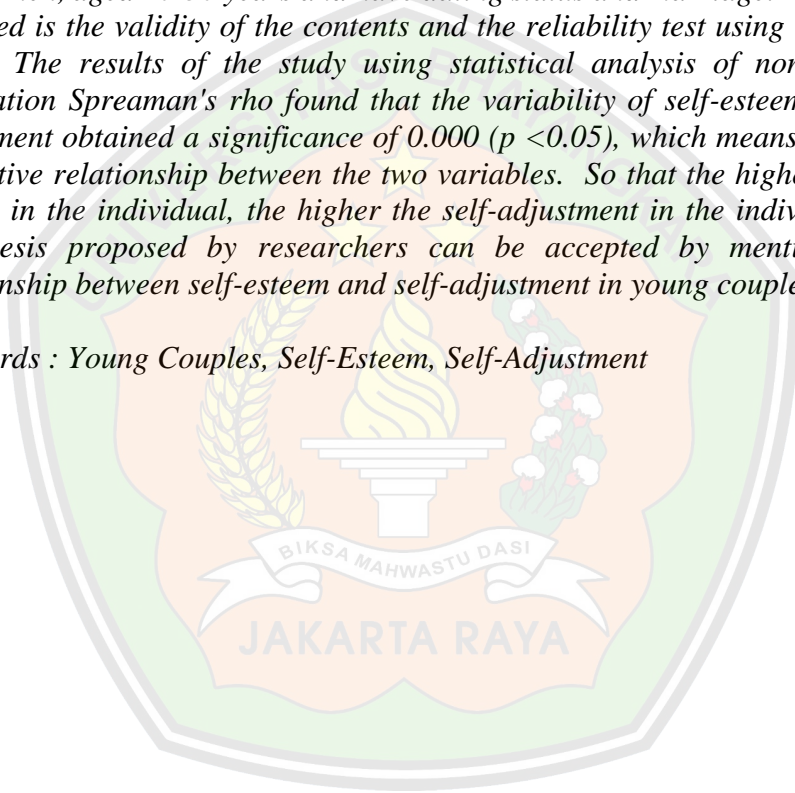 ed is the validity of the contents and the reliability test using
The results of the study using statistical analysis of non
ation Spreaman's rho found that the variability of self-esteem
ment obtained a significance of 0.000 (p <0.05), which means
tive relationship between the two variables. So that the highe
in the individual, the higher the self-adjustment in the indiv
esis proposed by researchers can be accepted by menti
nship between self-esteem and self-adjustment in young couple
rds : Young Couples, Self-Esteem, Self-Adjustment
UNIVERSITAS BHAYANGKARA
BIKSA MAHWASTU DASI
JAKARTA RAYA